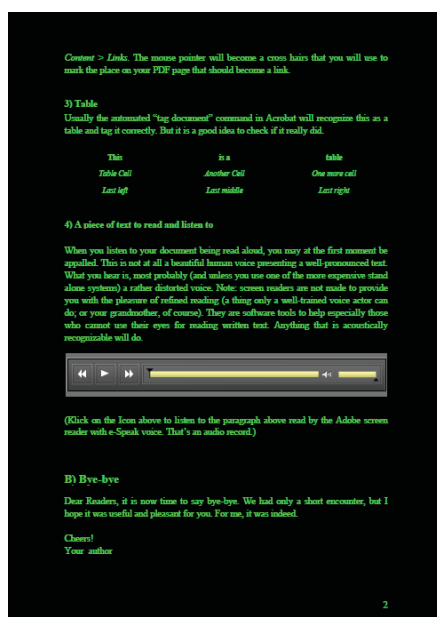 Content > Links. The mouse pointer will become a cross hairs that you will use to
mark the place on your PDF page that should become a link.
3) Table
Usually the automated “tag document” command in Acrobat will recognize this as a
table and tag it correctly. But it is a good idea to check if it really did.
This is a table
Table Cell Another Cell One more cell
Last left Last middle Last right
4) A piece of text to read and listen to
When you listen to your document being read aloud, you may at the first moment be
appalled. This is not at all a beautiful human voice presenting a well-pronounced text.
What you hear is, most probably (and unless you use one of the more expensive stand
alone systems) a rather distorted voice. Note: screen readers are not made to provide
you with the pleasure of refined reading (a thing only a well-trained voice actor can
do; or your grandmother, of course). They are software tools to help especially those
who cannot use their eyes for reading written text. Anything that is acoustically
recognizable will do.
(Klick on the Icon above to listen to the paragraph above read by the Adobe screen
reader with e-Speak voice. That’s an audio record.)
B) Bye-bye
Dear Readers, it is now time to say bye-bye. We had only a short encounter, but I
hope it was useful and pleasant for you. For me, it was indeed.
Cheers!
Your author
2